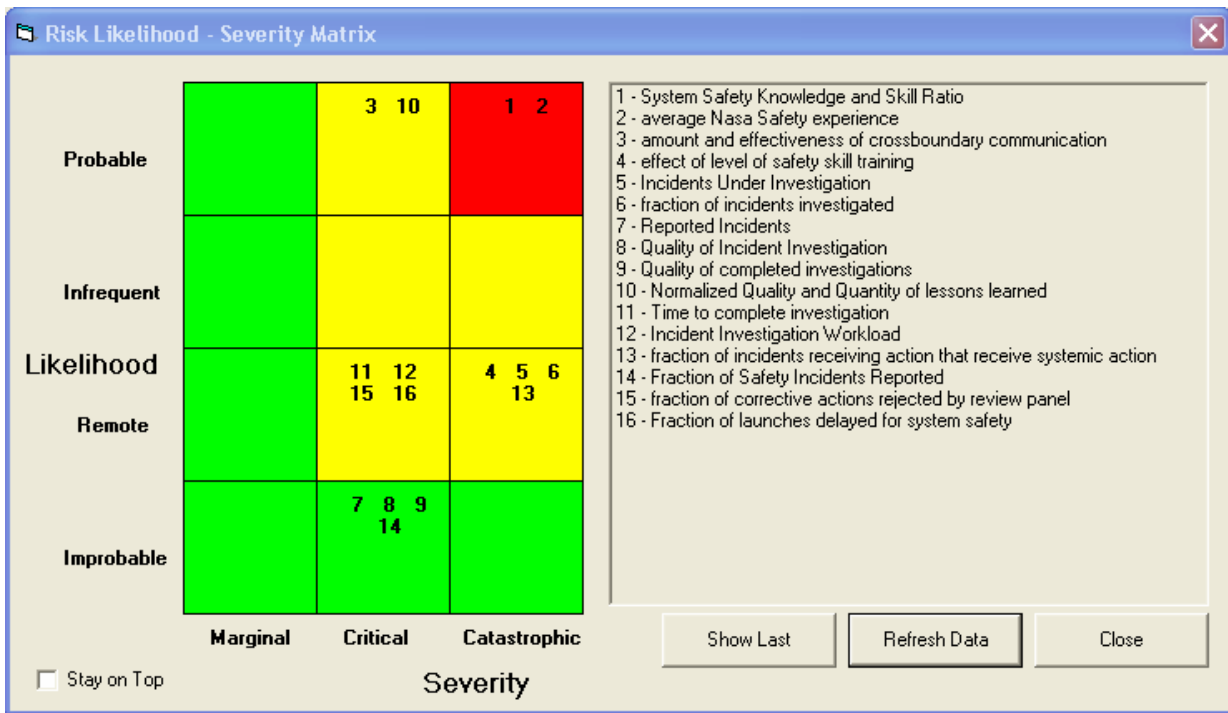 Risk Likelihood - Severity Matrix
Probable
3 10
1 2
Infrequent
Likelihood
Remote
11 12
15 16
4 5 6
13
Improbable
7 8 9
14
Marginal
Critical
Catastrophic
Severity
Stay on Top
1 - System Safety Knowledge and Skill Ratio
2 - average Nasa Safety experience
3 - amount and effectiveness of crossboundary communication
4 - effect of level of safety skill training
5 - Incidents Under Investigation
6 - fraction of incidents investigated
7 - Reported Incidents
8 - Quality of Incident Investigation
9 - Quality of completed investigations
10 - Normalized Quality and Quantity of lessons learned
11 - Time to complete investigation
12 - Incident Investigation Workload
13 - fraction of incidents receiving action that receive systemic action
14 - Fraction of Safety Incidents Reported
15 - fraction of corrective actions rejected by review panel
16 - Fraction of launches delayed for system safety
Show Last
Refresh Data
Close